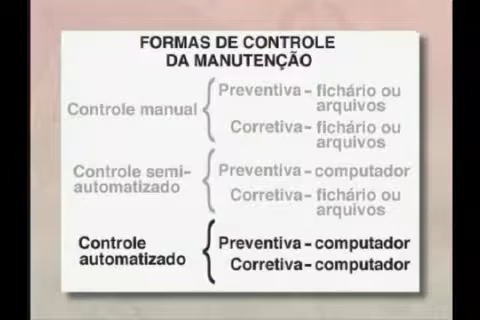 FORMAS DE CONTROLE
DA MANUTENÇÃO
Controle manual
Preventiva - fichário ou
arquivos
Corretiva - fichário ou
arquivos
Controle semi-
automatizado
Preventiva - computador
Corretiva - fichário ou
arquivos
Controle
automatizado
Preventiva - computador
Corretiva - computador